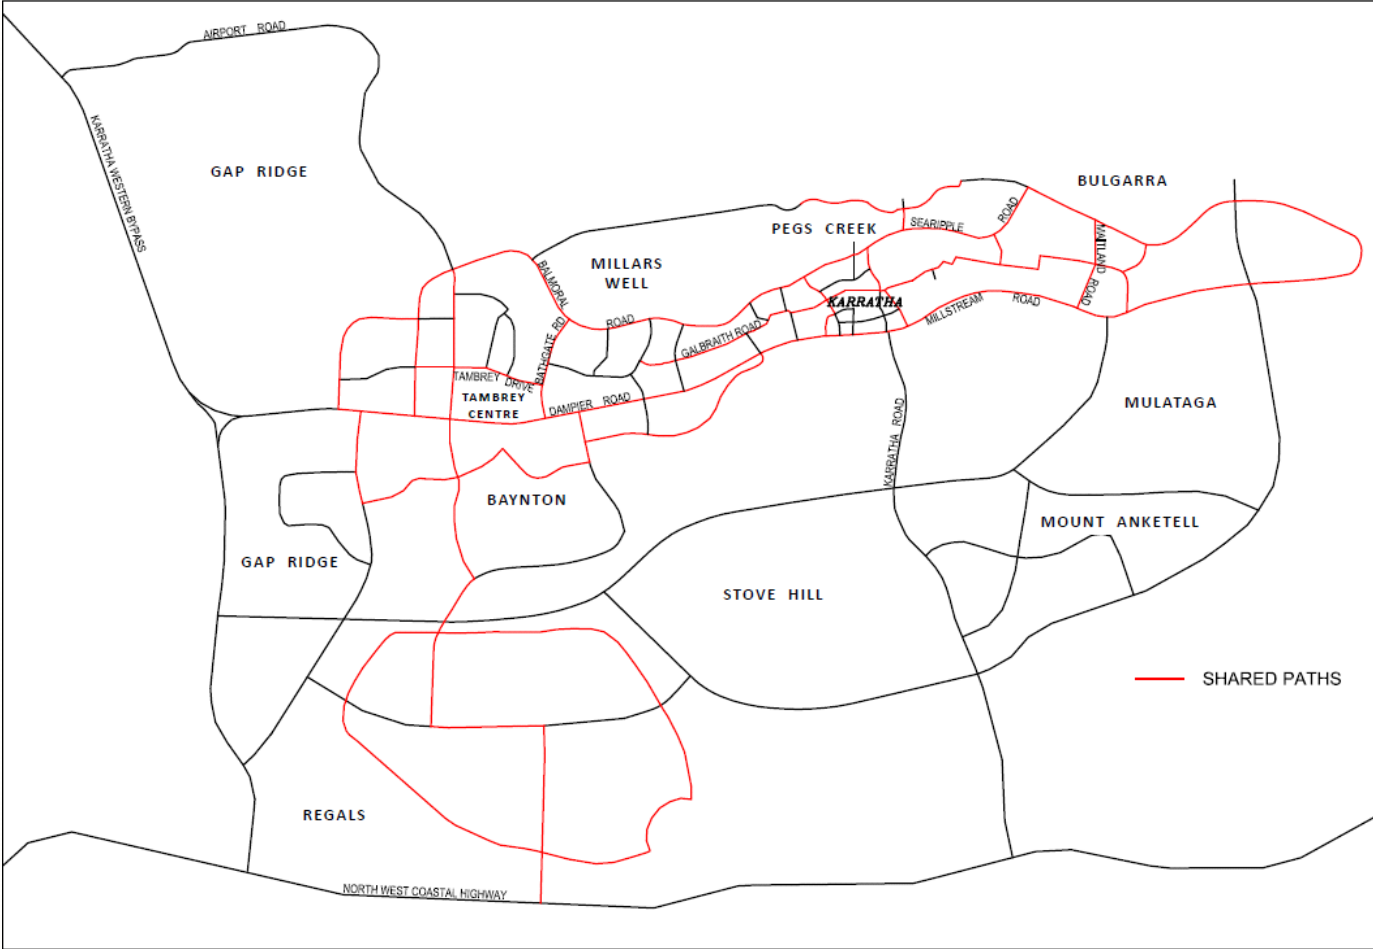 AIRPORT ROAD
KARRATHA WESTERN BYPASS
GAP RIDGE
BULGARRA
PEGS CREEK
SEARIPPLE
ROAD
MAITLAND ROAD
MILLARS
WELL
BALMORAL
ROAD
KARRATHA
MILLSTREAM
ROAD
GALBRAITH ROAD
BATHGATE RD
TAMBREY DRIVE
TAMBREY
CENTRE
DAMPIER ROAD
MULATAGA
KARRATHA ROAD
BAYNTON
MOUNT ANKETELL
GAP RIDGE
STOVE HILL
SHARED PATHS
REGALS
NORTH WEST COASTAL HIGHWAY